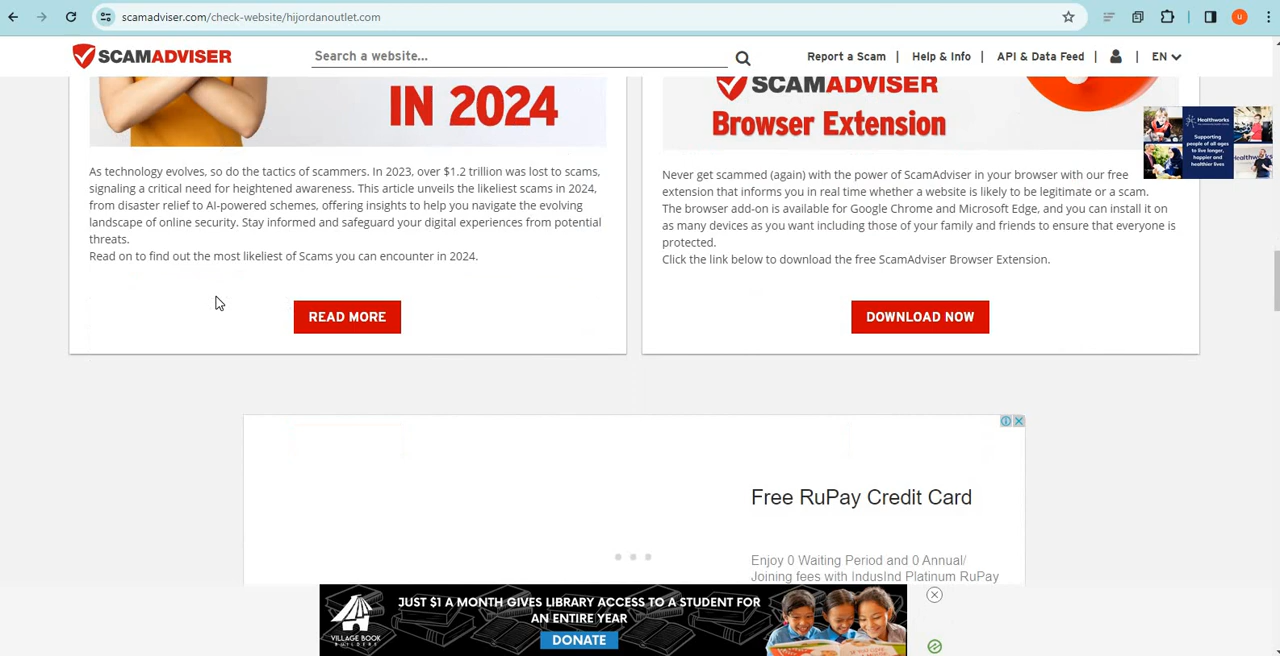 scamadviser.com/check-website/hijordanoutlet.com
u
SCAMADVISER
Search a website...
Report a Scam | Help & Info | API & Data Feed | | EN
IN 2024
As technology evolves, so do the tactics of scammers. In 2023, over $1.2 trillion was lost to scams,
signaling a critical need for heightened awareness. This article unveils the likeliest scams in 2024,
from disaster relief to AI-powered schemes, offering insights to help you navigate the evolving
landscape of online security. Stay informed and safeguard your digital experiences from potential
threats.
Read on to find out the most likeliest of Scams you can encounter in 2024.
READ MORE
SCAMADVISER
Browser Extension
Never get scammed (again) with the power of ScamAdviser in your browser with our free
extension that informs you in real time whether a website is likely to be legitimate or a scam.
The browser add-on is available for Google Chrome and Microsoft Edge, and you can install it on
as many devices as you want including those of your family and friends to ensure that everyone is
protected.
Click the link below to download the free ScamAdviser Browser Extension.
DOWNLOAD NOW
Healthworks
Supporting
people of all ages
to live longer,
happier and
healthier lives
Free RuPay Credit Card
Enjoy 0 Waiting Period and 0 Annual/
Joining fees with IndusInd Platinum RuPay
VILLAGE BOOK
BUILDERS
JUST $1 A MONTH GIVES LIBRARY ACCESS TO A STUDENT FOR
AN ENTIRE YEAR
DONATE